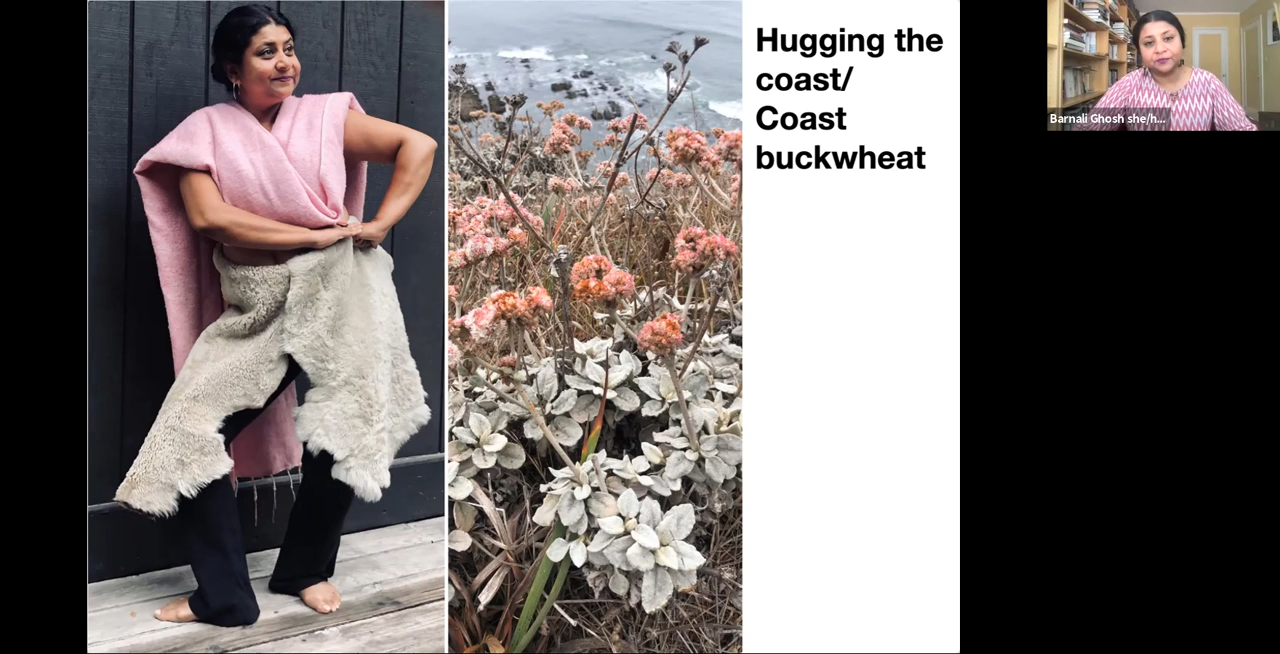 Hugging the
coast/
Coast
buckwheat
Barnali Ghosh she/h...